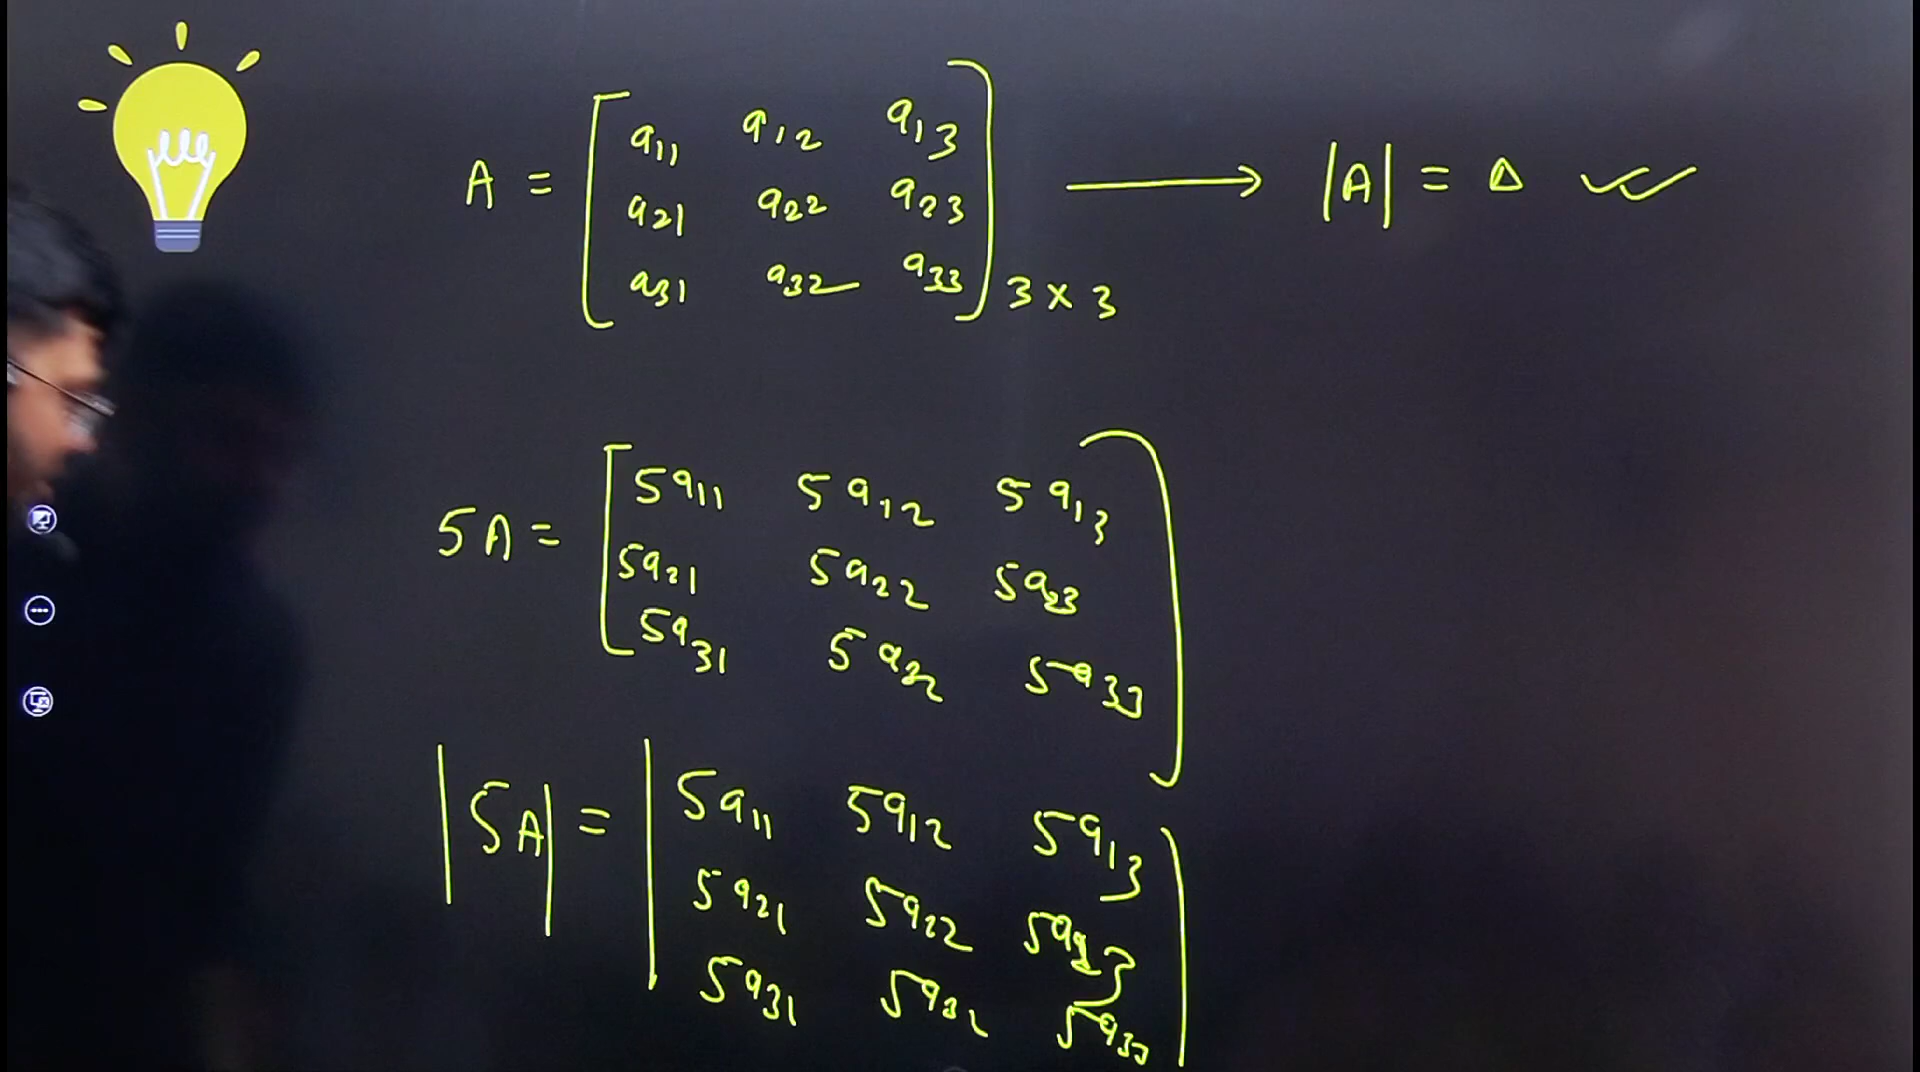 A = [ a11 a12 a13
a21 a22 a23
a31 a32 a33 ] 3 x 3 → |A| = Δ
5A = [ 5a11 5a12 5a13
5a21 5a22 5a23
5a31 5a32 5a33 ]
|5A| = | 5a11 5a12 5a13
5a21 5a22 5a23
5a31 5a32 5a33 |